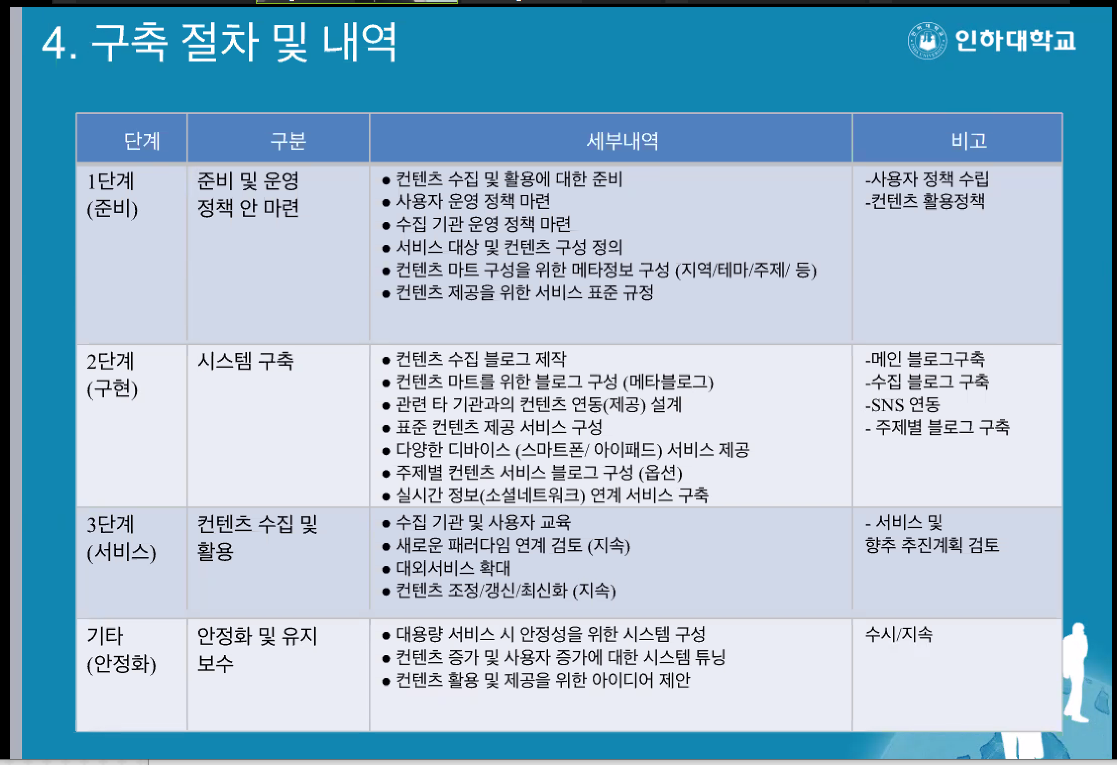 4. 구축 절차 및 내역
인하대학교
단계 구분 세부내역 비고
1단계
(준비)
준비 및 운영
정책 안 마련
● 컨텐츠 수집 및 활용에 대한 준비
● 사용자 운영 정책 마련
● 수집 기관 운영 정책 마련
● 서비스 대상 및 컨텐츠 구성 정의
● 컨텐츠 마트 구성을 위한 메타정보 구성 (지역/테마/주제/ 등)
● 컨텐츠 제공을 위한 서비스 표준 규정
-사용자 정책 수립
-컨텐츠 활용정책
2단계
(구현)
시스템 구축
● 컨텐츠 수집 블로그 제작
● 컨텐츠 마트를 위한 블로그 구성 (메타블로그)
● 관련 타 기관과의 컨텐츠 연동(제공) 설계
● 표준 컨텐츠 제공 서비스 구성
● 다양한 디바이스 (스마트폰/ 아이패드) 서비스 제공
● 주제별 컨텐츠 서비스 블로그 구성 (옵션)
● 실시간 정보(소셜네트워크) 연계 서비스 구축
-메인 블로그구축
-수집 블로그 구축
-SNS 연동
- 주제별 블로그 구축
3단계
(서비스)
컨텐츠 수집 및
활용
● 수집 기관 및 사용자 교육
● 새로운 패러다임 연계 검토 (지속)
● 대외서비스 확대
● 컨텐츠 조정/갱신/최신화 (지속)
- 서비스 및
향추 추진계획 검토
기타
(안정화)
안정화 및 유지
보수
● 대용량 서비스 시 안정성을 위한 시스템 구성
● 컨텐츠 증가 및 사용자 증가에 대한 시스템 튜닝
● 컨텐츠 활용 및 제공을 위한 아이디어 제안
수시/지속